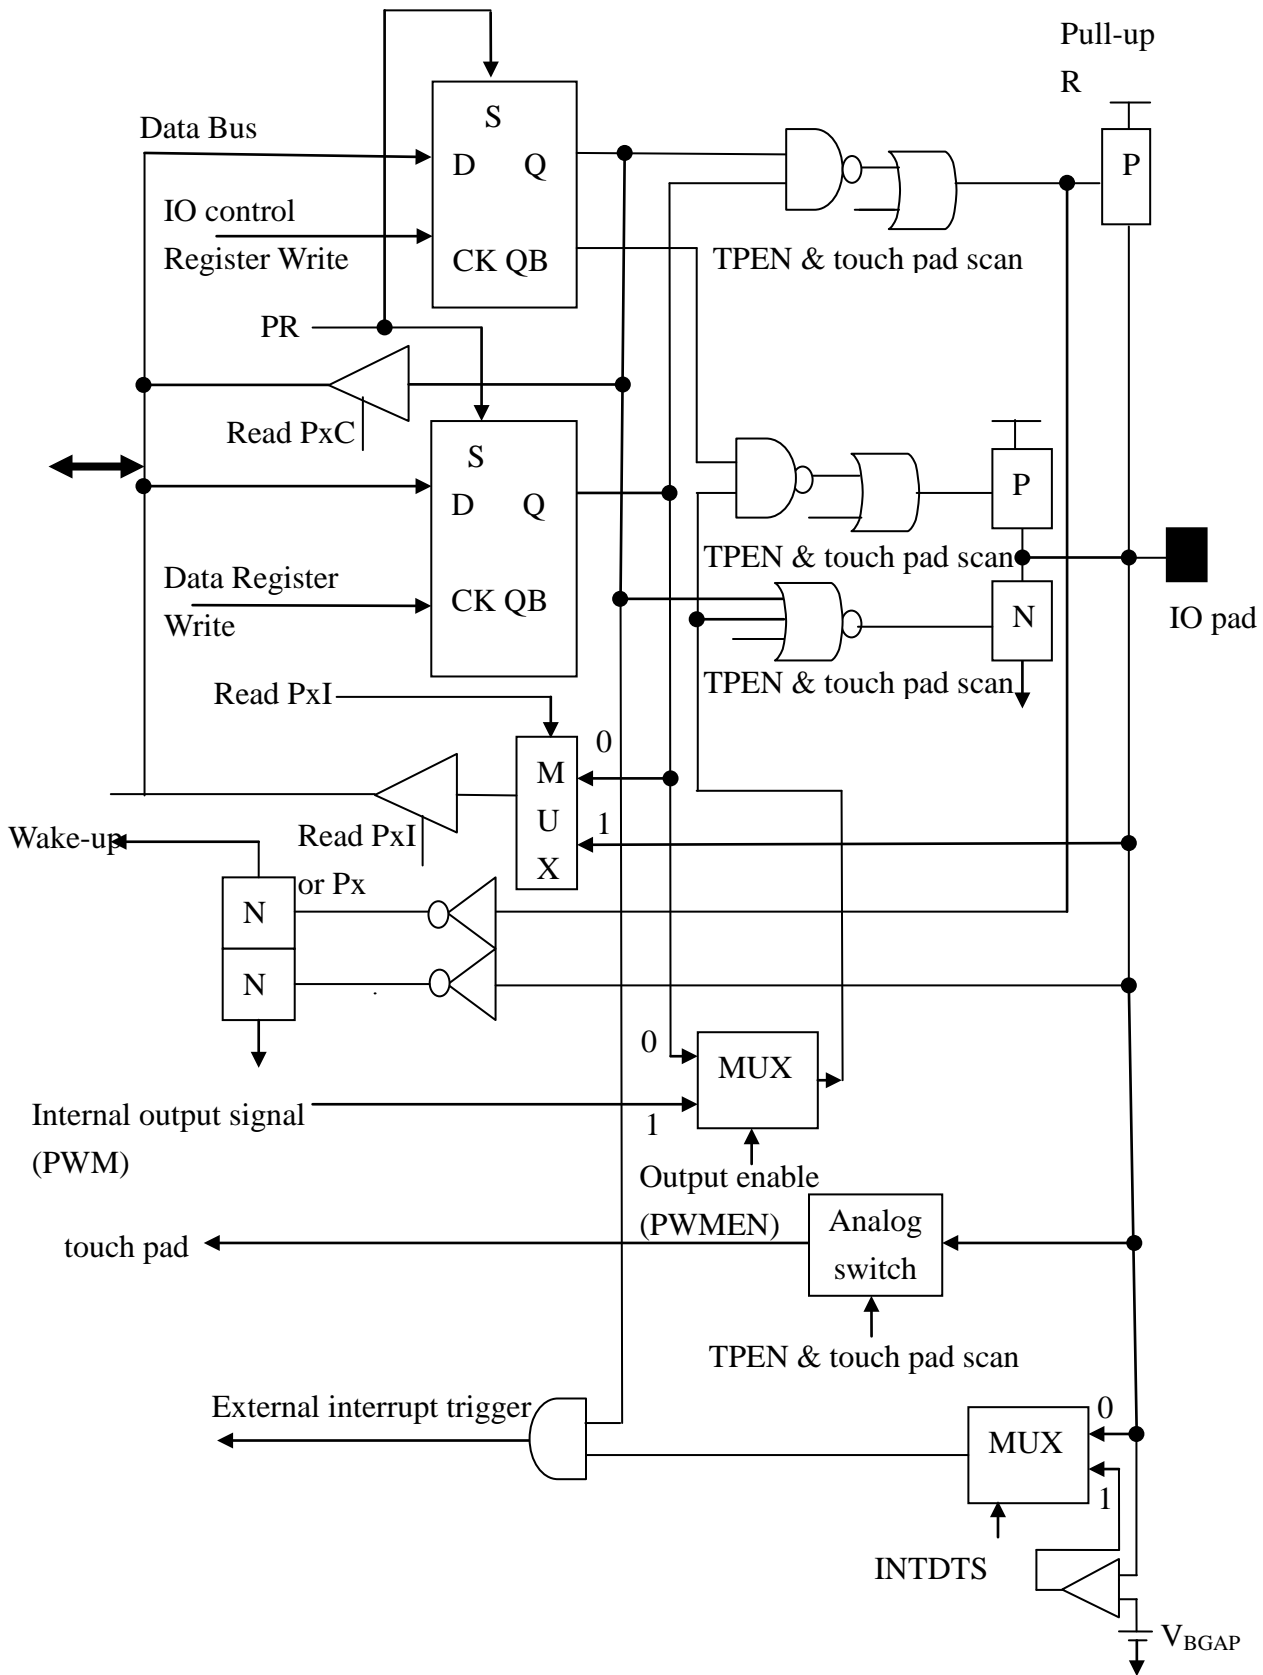 Pull-up
R
S
Data Bus
D Q
P
IO control
Register Write
CK QB
TPEN & touch pad scan
PR
Read PxC
S
D Q
P
TPEN & touch pad scan
Data Register
Write
CK QB
N
IO pad
TPEN & touch pad scan
Read PxI
0
M
U
X
1
Wake-up
Read PxI
or Px
N
N
0
MUX
Internal output signal
(PWM)
1
Output enable
(PWMEN)
Analog
switch
touch pad
TPEN & touch pad scan
External interrupt trigger
0
MUX
1
INTDTS
VBGAP